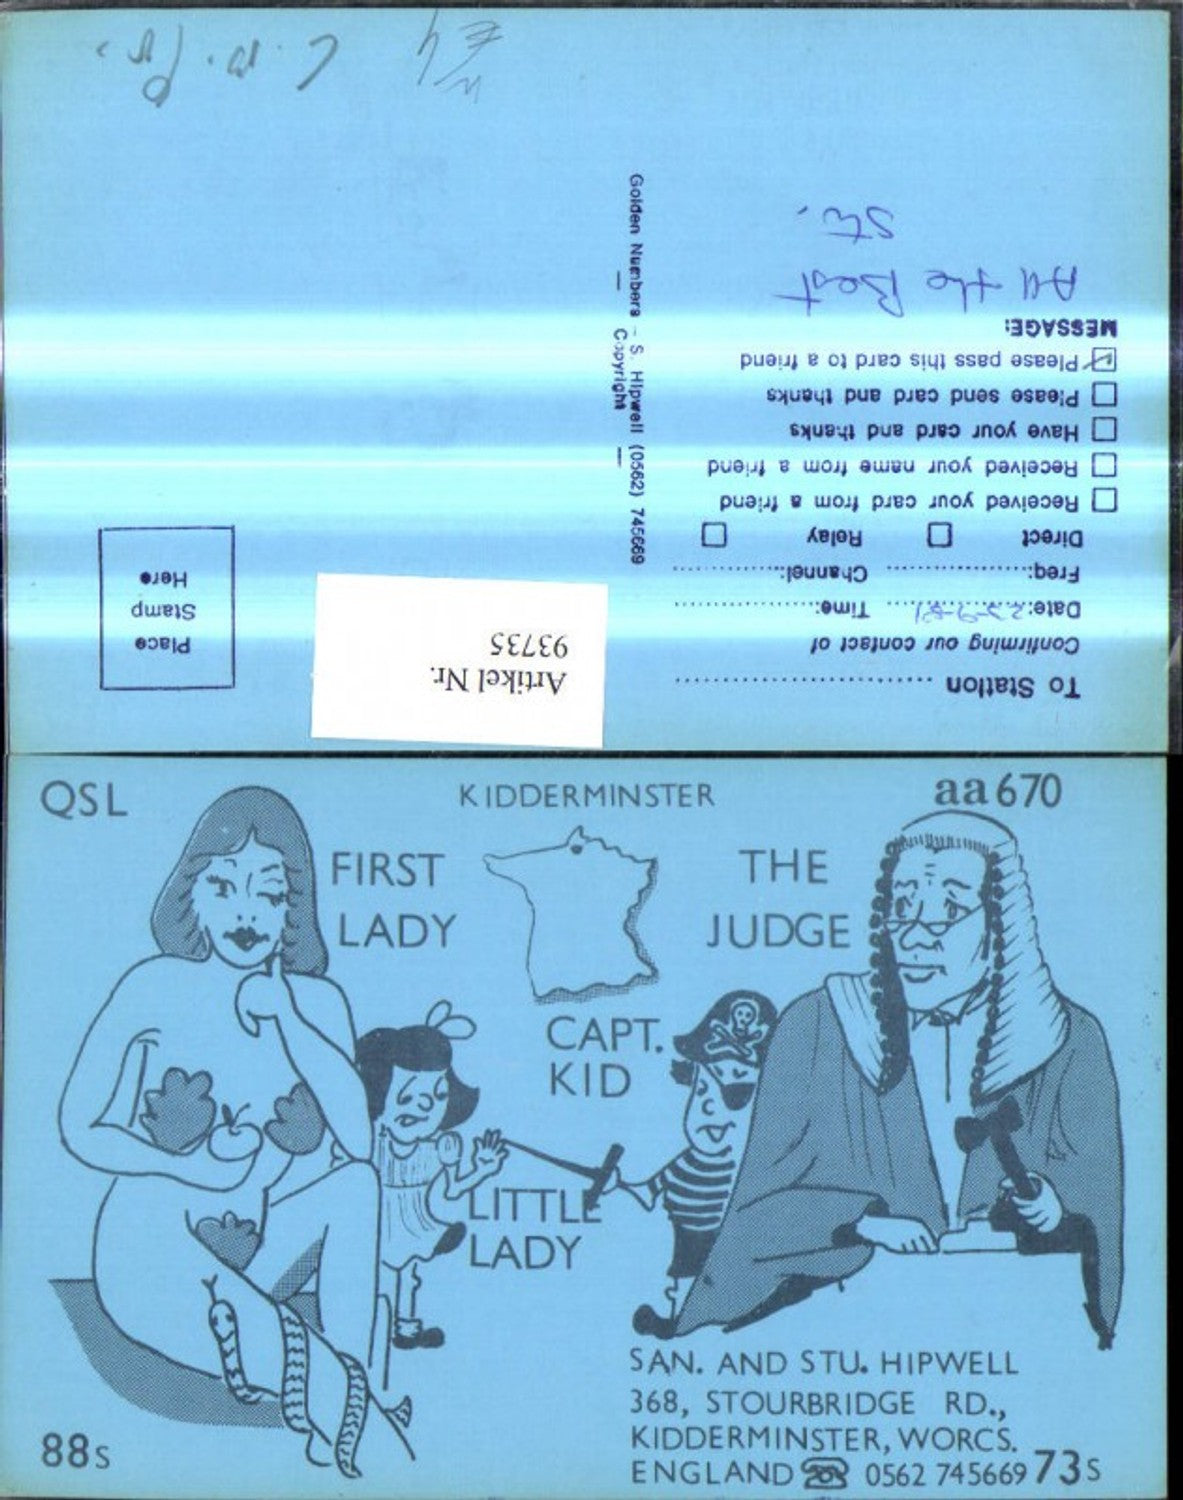 To Station ..............................
Confirming our contact of
Date: 22-9-81 Time: ..................
Freq: ................ Channel: ..............
Direct Relay
Received your card from a friend
Received your name from a friend
Have your card and thanks
Please send card and thanks
Please pass this card to a friend
MESSAGE:
All the Best
Stu.
Golden Numbers - S. Hipwell (0562) 745669
— Copyright —
Artikel Nr.
93735
Place
Stamp
Here
QSL
KIDDERMINSTER
aa670
FIRST
LADY
THE
JUDGE
CAPT.
KID
LITTLE
LADY
SAN. AND STU. HIPWELL
368, STOURBRIDGE RD.,
KIDDERMINSTER, WORCS.
ENGLAND ☎ 0562 745669
88s
73s